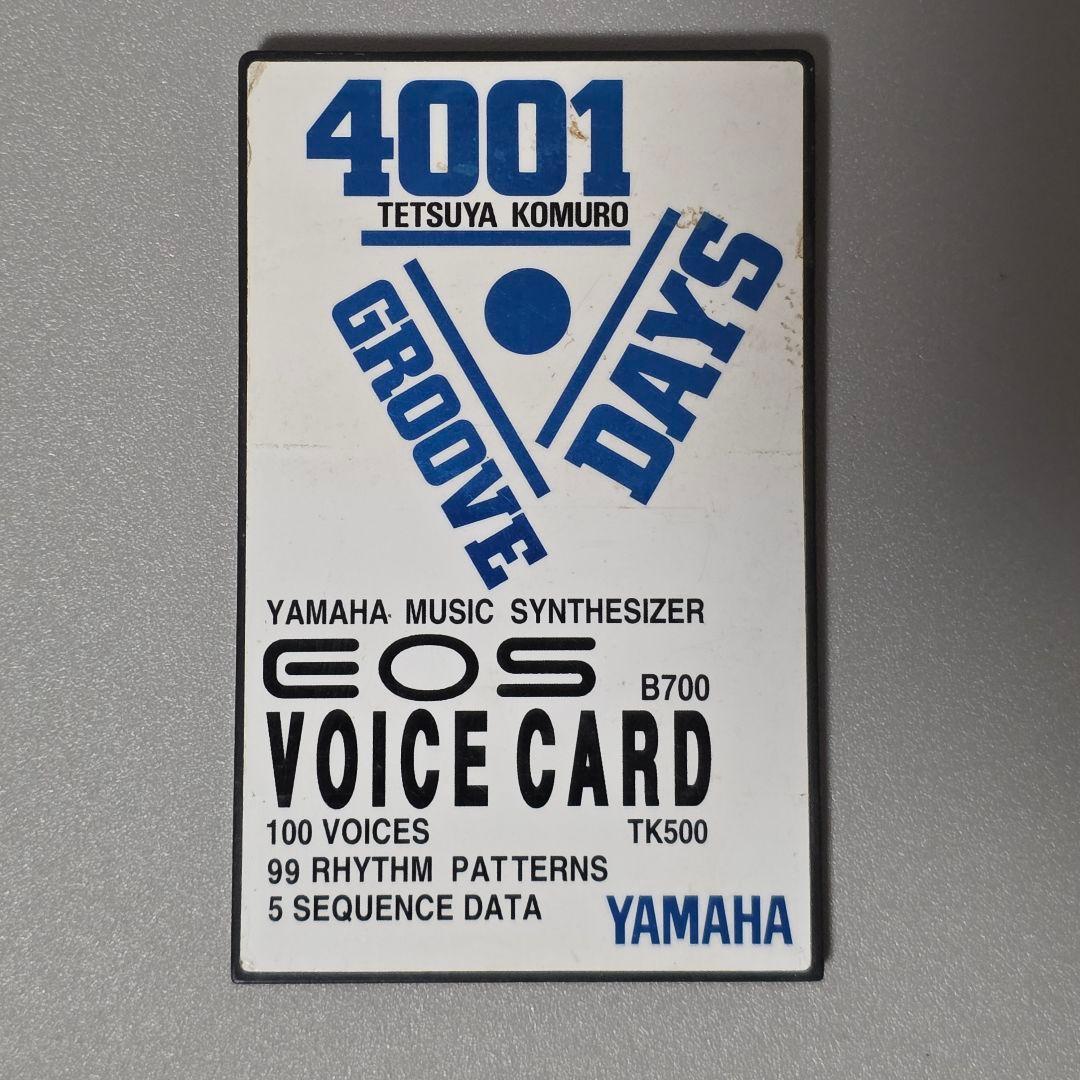 4001
TETSUYA KOMURO
GROOVE
DAYS
YAMAHA MUSIC SYNTHESIZER
EOS B700
VOICE CARD
100 VOICES TK500
99 RHYTHM PATTERNS
5 SEQUENCE DATA
YAMAHA